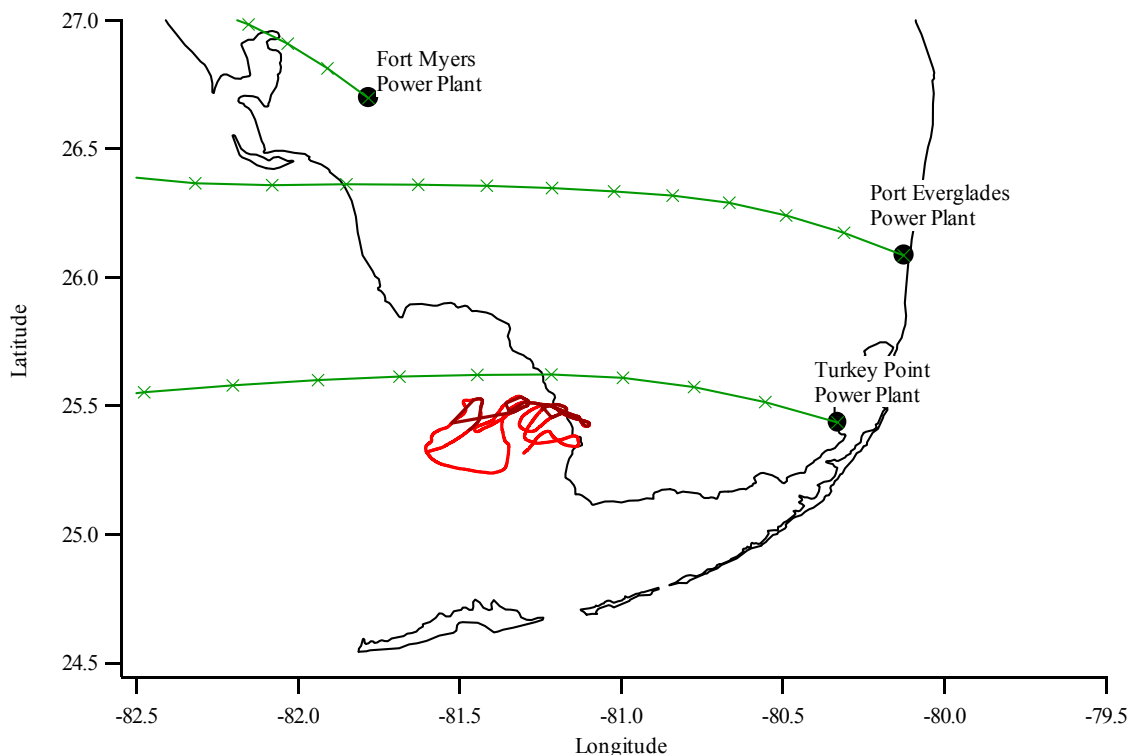 27.0
Fort Myers
Power Plant
26.5
Port Everglades
Power Plant
26.0
Latitude
Turkey Point
Power Plant
25.5
25.0
24.5
-82.5
-82.0
-81.5
-81.0
-80.5
-80.0
-79.5
Longitude